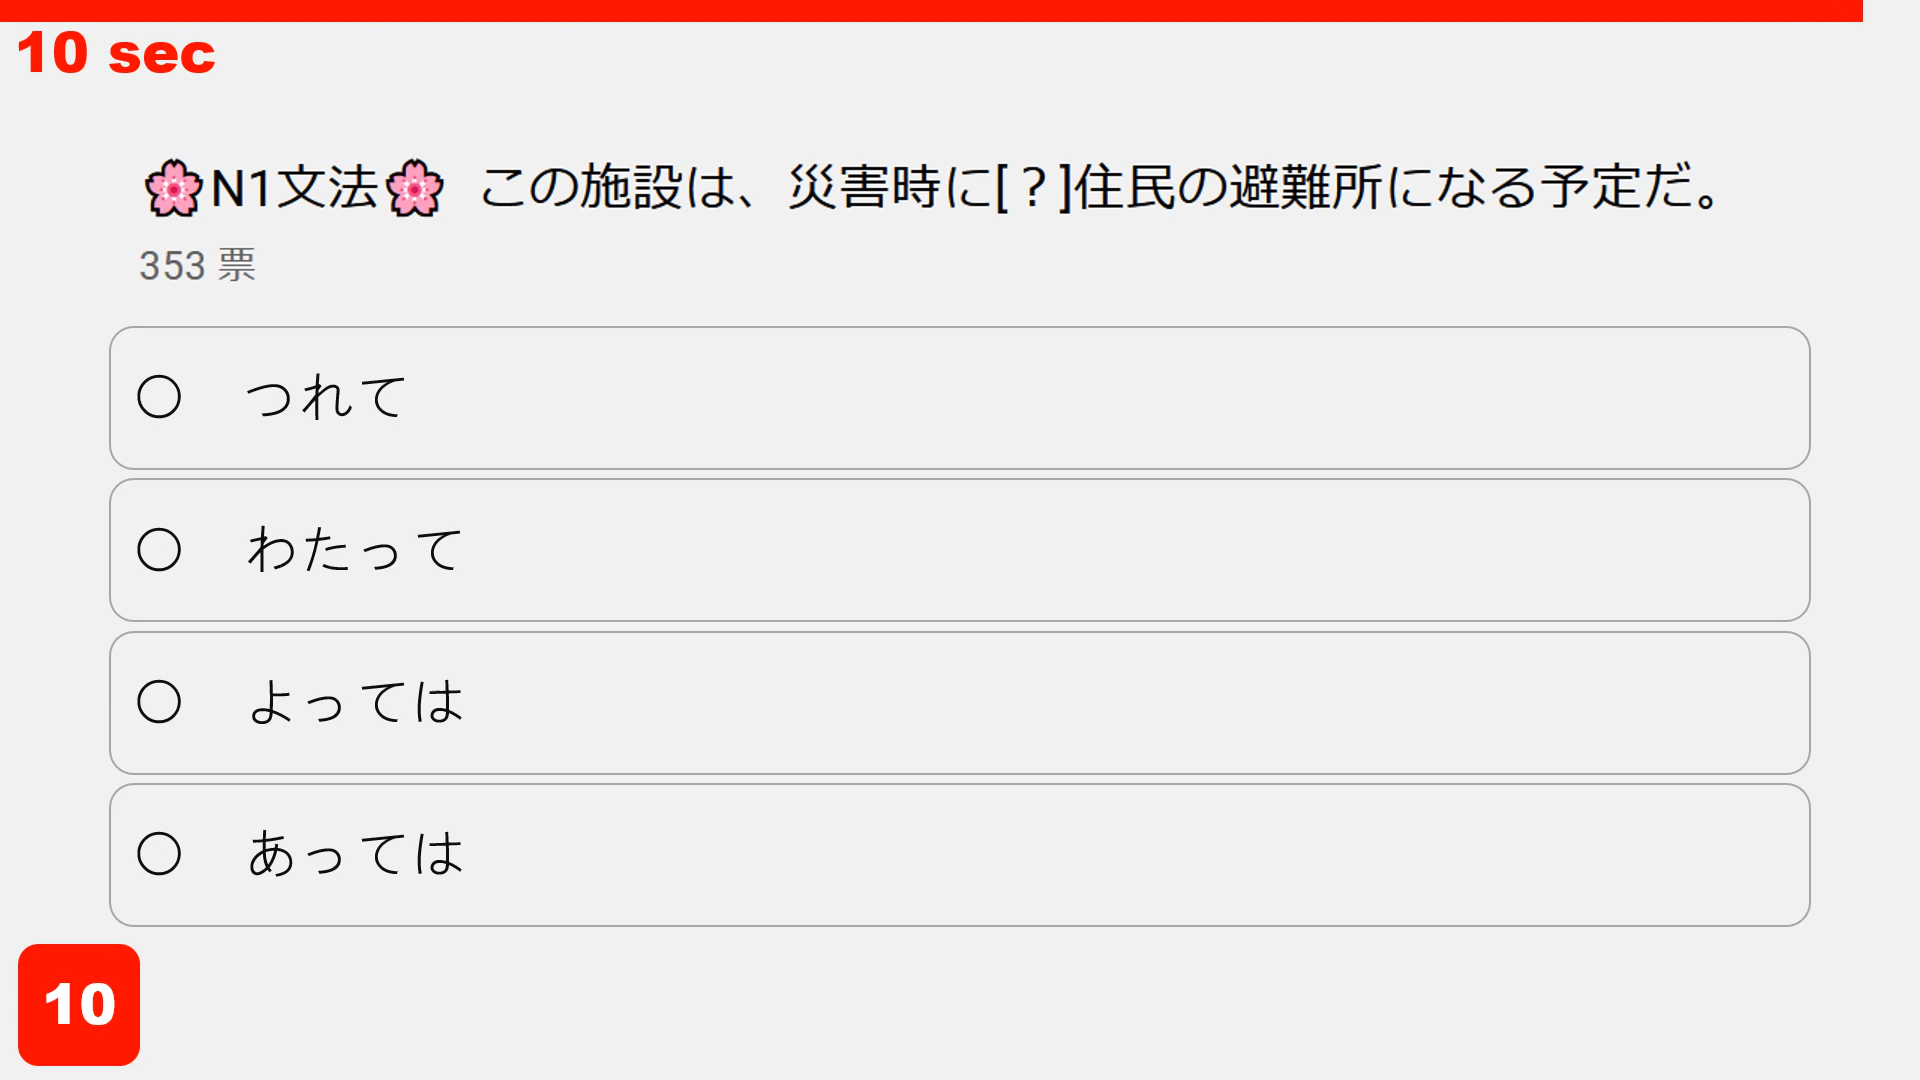 10 sec
🌸N1文法🌸 この施設は、災害時に[？]住民の避難所になる予定だ。
353 票
つれて
わたって
よっては
あっては
10